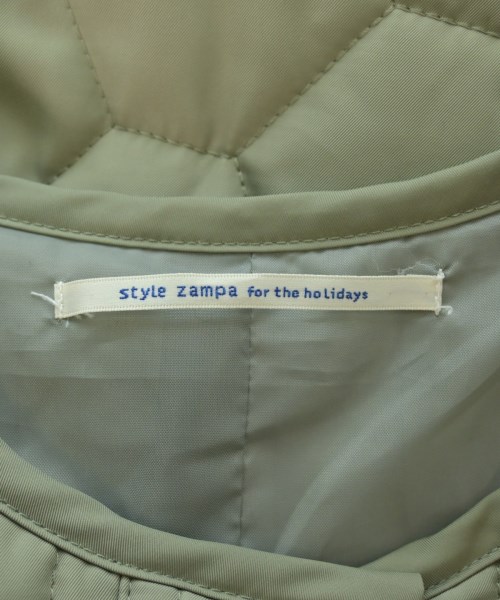 style zampa for the holidays